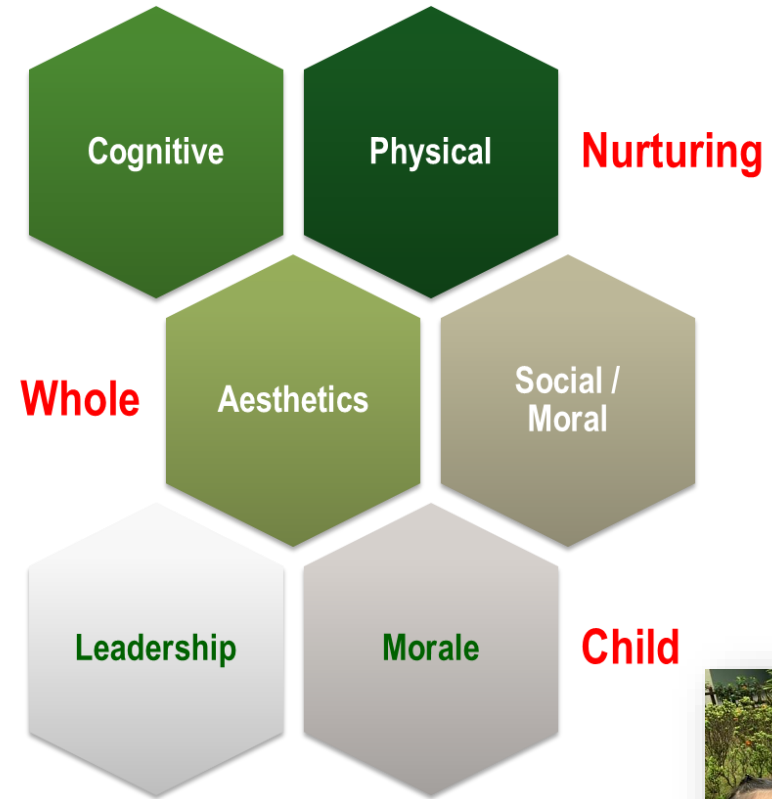 Cognitive
Physical
Nurturing
Whole
Aesthetics
Social /
Moral
Leadership
Morale
Child